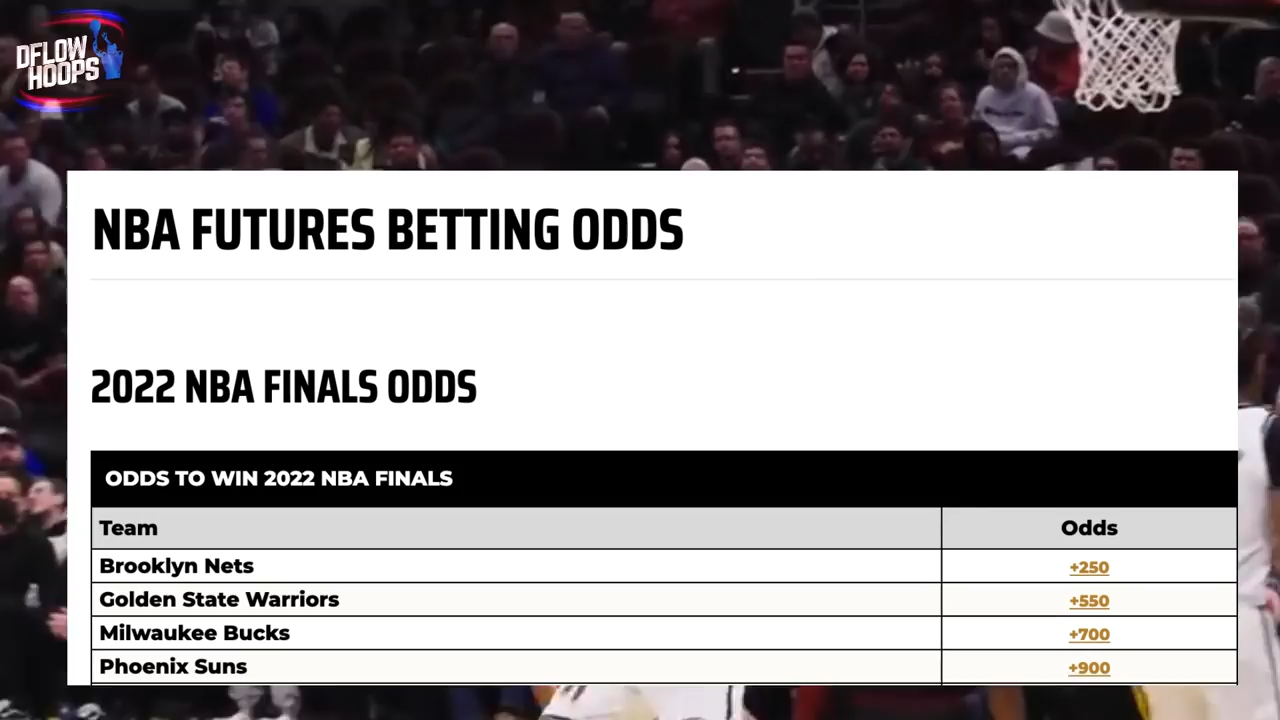 DFLOW
HOOPS
NBA FUTURES BETTING ODDS
2022 NBA FINALS ODDS
ODDS TO WIN 2022 NBA FINALS
Team Odds
Brooklyn Nets +250
Golden State Warriors +550
Milwaukee Bucks +700
Phoenix Suns +900